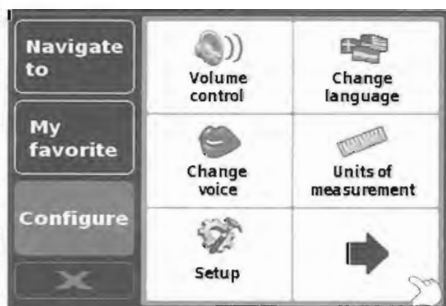 Navigate
to
My
favorite
Configure
Volume
control
Change
language
Change
voice
Units of
measurement
Setup